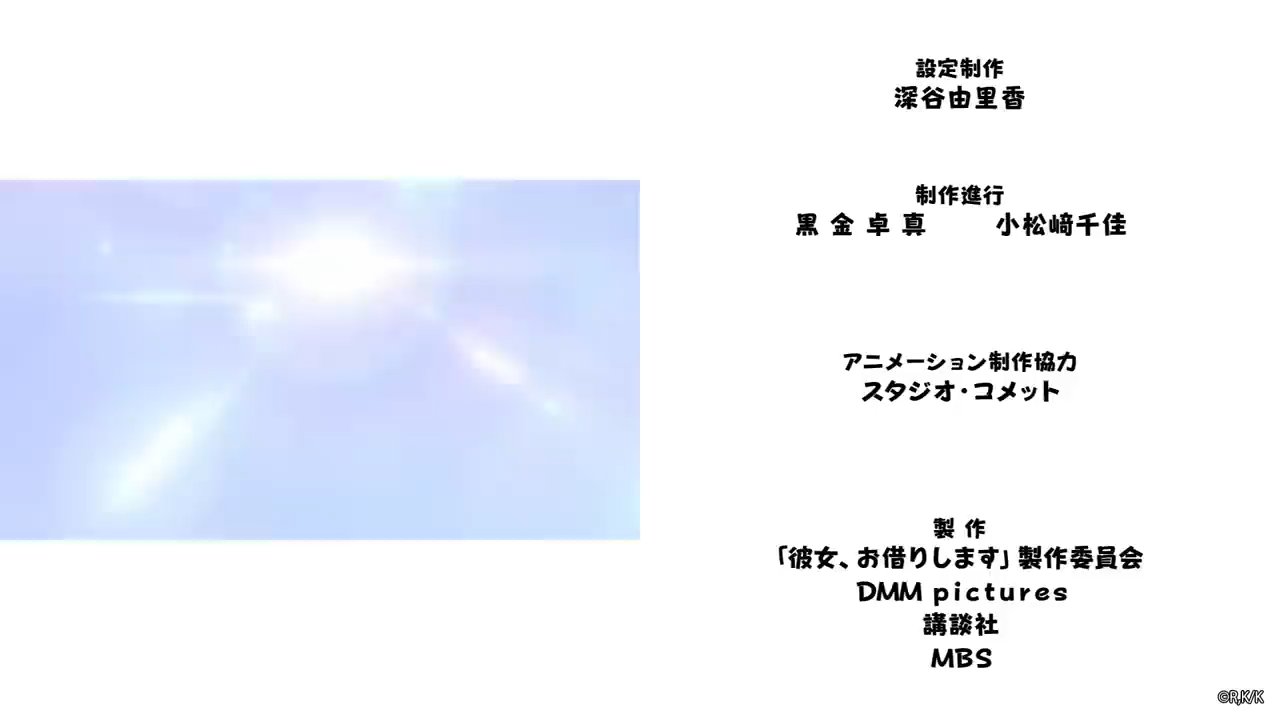 設定制作
深谷由里香
制作進行
黒金卓真 小松﨑千佳
アニメーション制作協力
スタジオ・コメット
製作
「彼女、お借りします」製作委員会
DMM pictures
講談社
MBS
©R,K/K